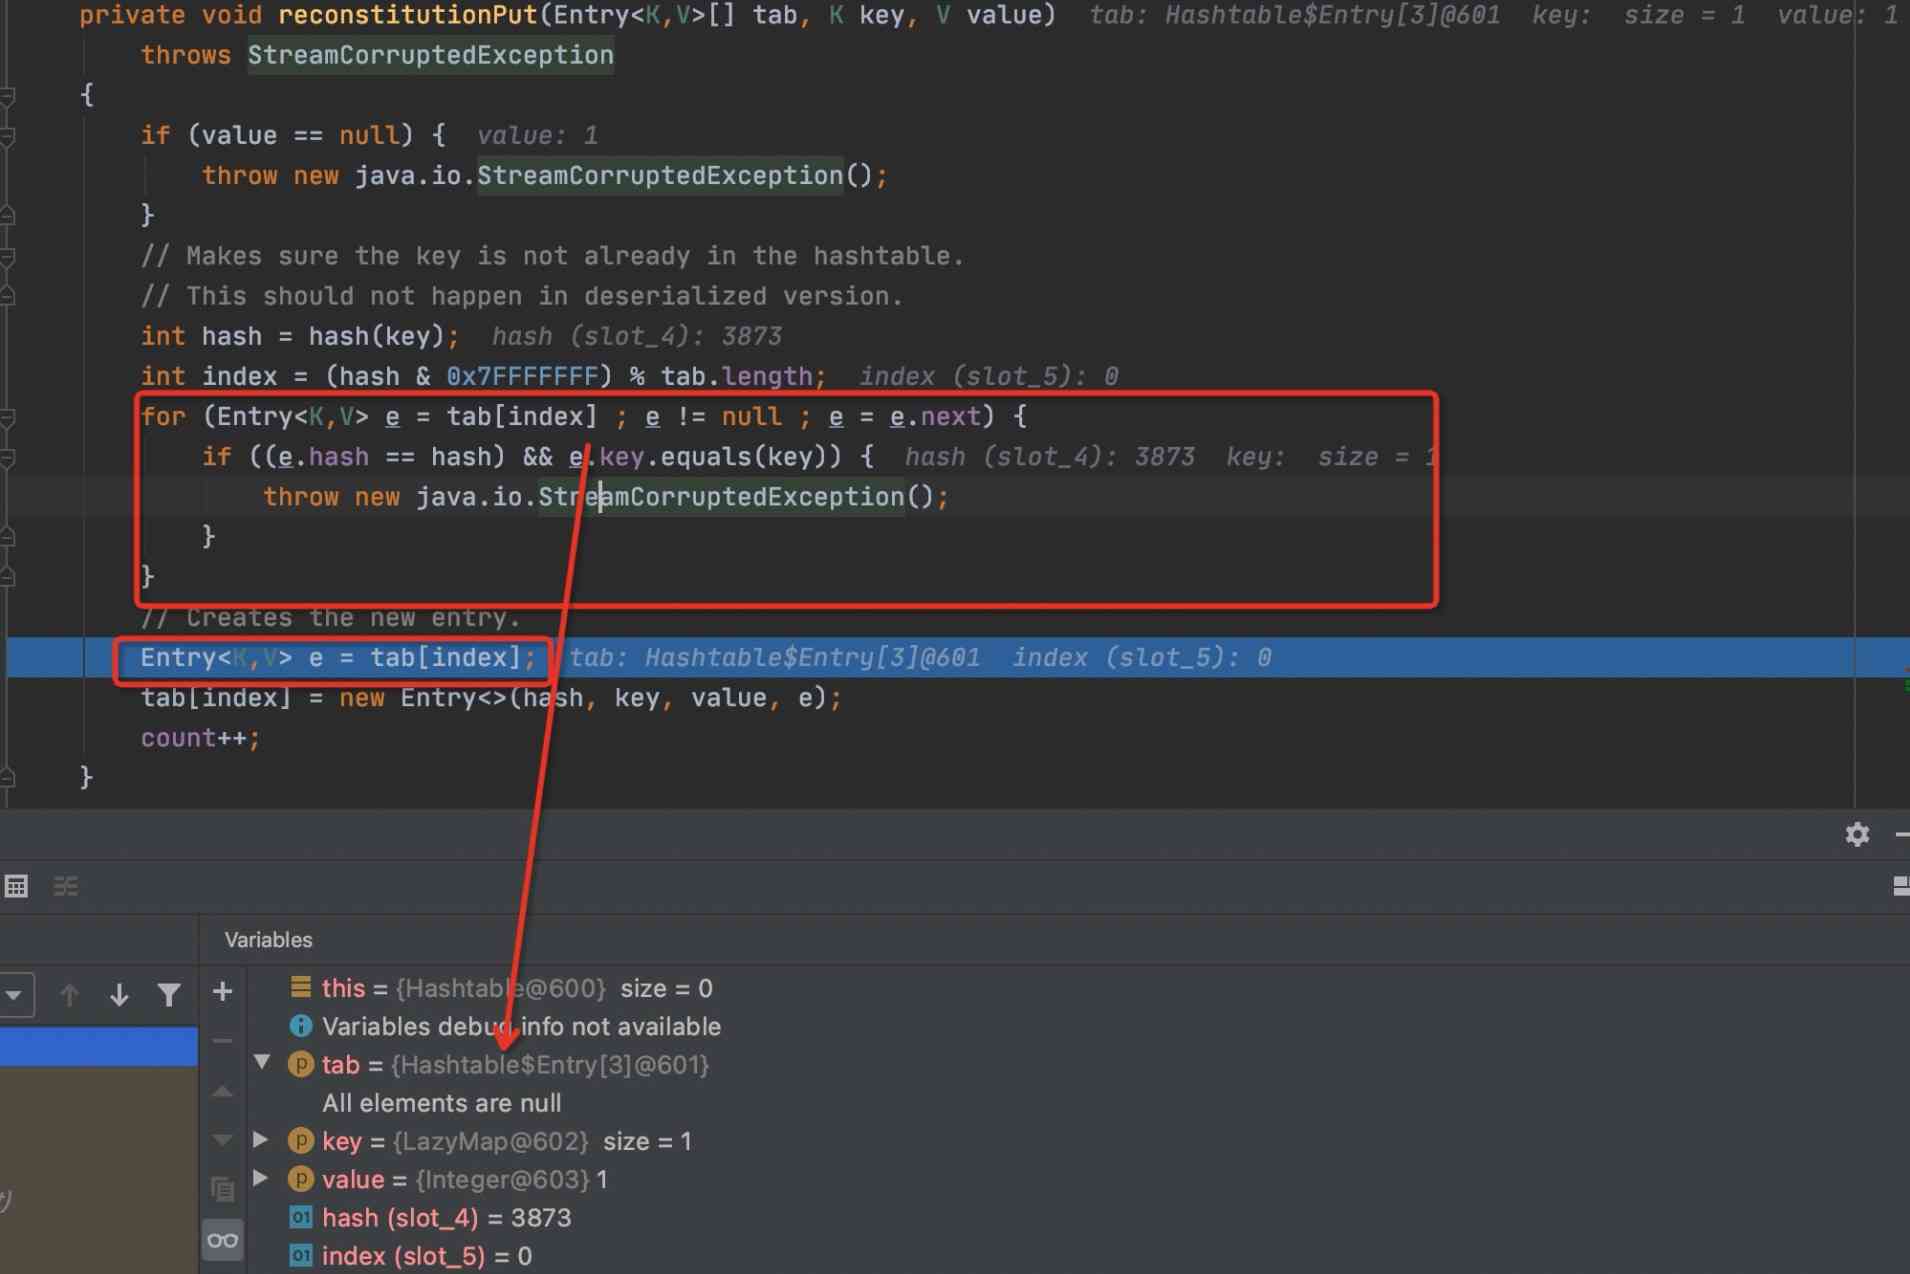 private void reconstitutionPut(Entry<K,V>[] tab, K key, V value)  tab: Hashtable$Entry[3]@601  key:  size = 1  value: 1
throws StreamCorruptedException
{
if (value == null) {  value: 1
throw new java.io.StreamCorruptedException();
}
// Makes sure the key is not already in the hashtable.
// This should not happen in deserialized version.
int hash = hash(key);  hash (slot_4): 3873
int index = (hash & 0x7FFFFFFF) % tab.length;  index (slot_5): 0
for (Entry<K,V> e = tab[index] ; e != null ; e = e.next) {
if ((e.hash == hash) && e.key.equals(key)) {  hash (slot_4): 3873  key:  size = 1
throw new java.io.StreamCorruptedException();
}
}
// Creates the new entry.
Entry<K,V> e = tab[index];  tab: Hashtable$Entry[3]@601  index (slot_5): 0
tab[index] = new Entry<>(hash, key, value, e);
count++;
}
Variables
this = {Hashtable@600}  size = 0
Variables debug info not available
tab = {Hashtable$Entry[3]@601}
All elements are null
key = {LazyMap@602}  size = 1
value = {Integer@603} 1
hash (slot_4) = 3873
index (slot_5) = 0